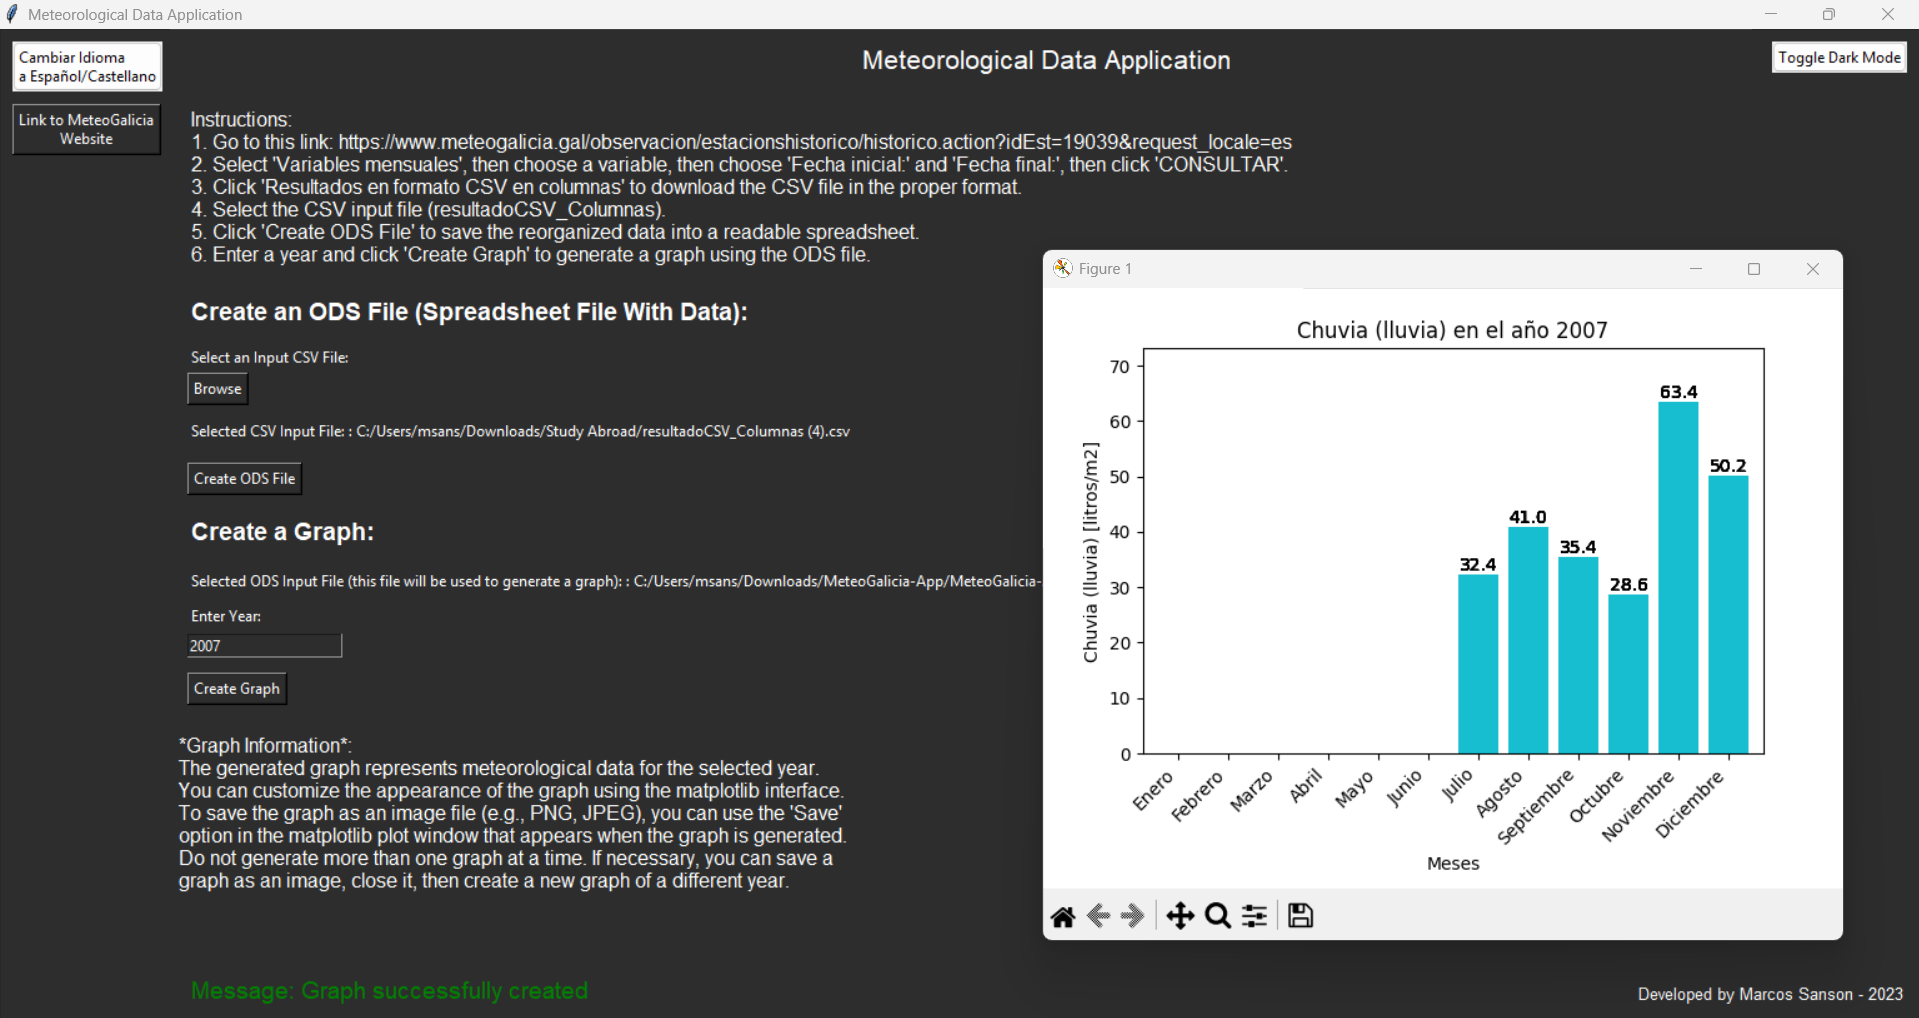 Meteorological Data Application
Cambiar Idioma
a Español/Castellano
Meteorological Data Application
Toggle Dark Mode
Link to MeteoGalicia
Website
Instructions:
1. Go to this link: https://www.meteogalicia.gal/observacion/estacionshistorico/historico.action?idEst=19039&request_locale=es
2. Select 'Variables mensuales', then choose a variable, then choose 'Fecha inicial:' and 'Fecha final:', then click 'CONSULTAR'.
3. Click 'Resultados en formato CSV en columnas' to download the CSV file in the proper format.
4. Select the CSV input file (resultadoCSV_Columnas).
5. Click 'Create ODS File' to save the reorganized data into a readable spreadsheet.
6. Enter a year and click 'Create Graph' to generate a graph using the ODS file.
Create an ODS File (Spreadsheet File With Data):
Select an Input CSV File:
Browse
Selected CSV Input File: : C:/Users/msans/Downloads/Study Abroad/resultadoCSV_Columnas (4).csv
Create ODS File
Create a Graph:
Selected ODS Input File (this file will be used to generate a graph): : C:/Users/msans/Downloads/MeteoGalicia-App/MeteoGalicia-
Enter Year:
2007
Create Graph
*Graph Information*:
The generated graph represents meteorological data for the selected year.
You can customize the appearance of the graph using the matplotlib interface.
To save the graph as an image file (e.g., PNG, JPEG), you can use the 'Save'
option in the matplotlib plot window that appears when the graph is generated.
Do not generate more than one graph at a time. If necessary, you can save a
graph as an image, close it, then create a new graph of a different year.
Message: Graph successfully created
Figure 1
Chuvia (lluvia) en el año 2007
Chuvia (lluvia) [litros/m2]
70
60
50
40
30
20
10
0
32.4
41.0
35.4
28.6
63.4
50.2
Enero
Febrero
Marzo
Abril
Mayo
Junio
Julio
Agosto
Septiembre
Octubre
Noviembre
Diciembre
Meses
Developed by Marcos Sanson - 2023